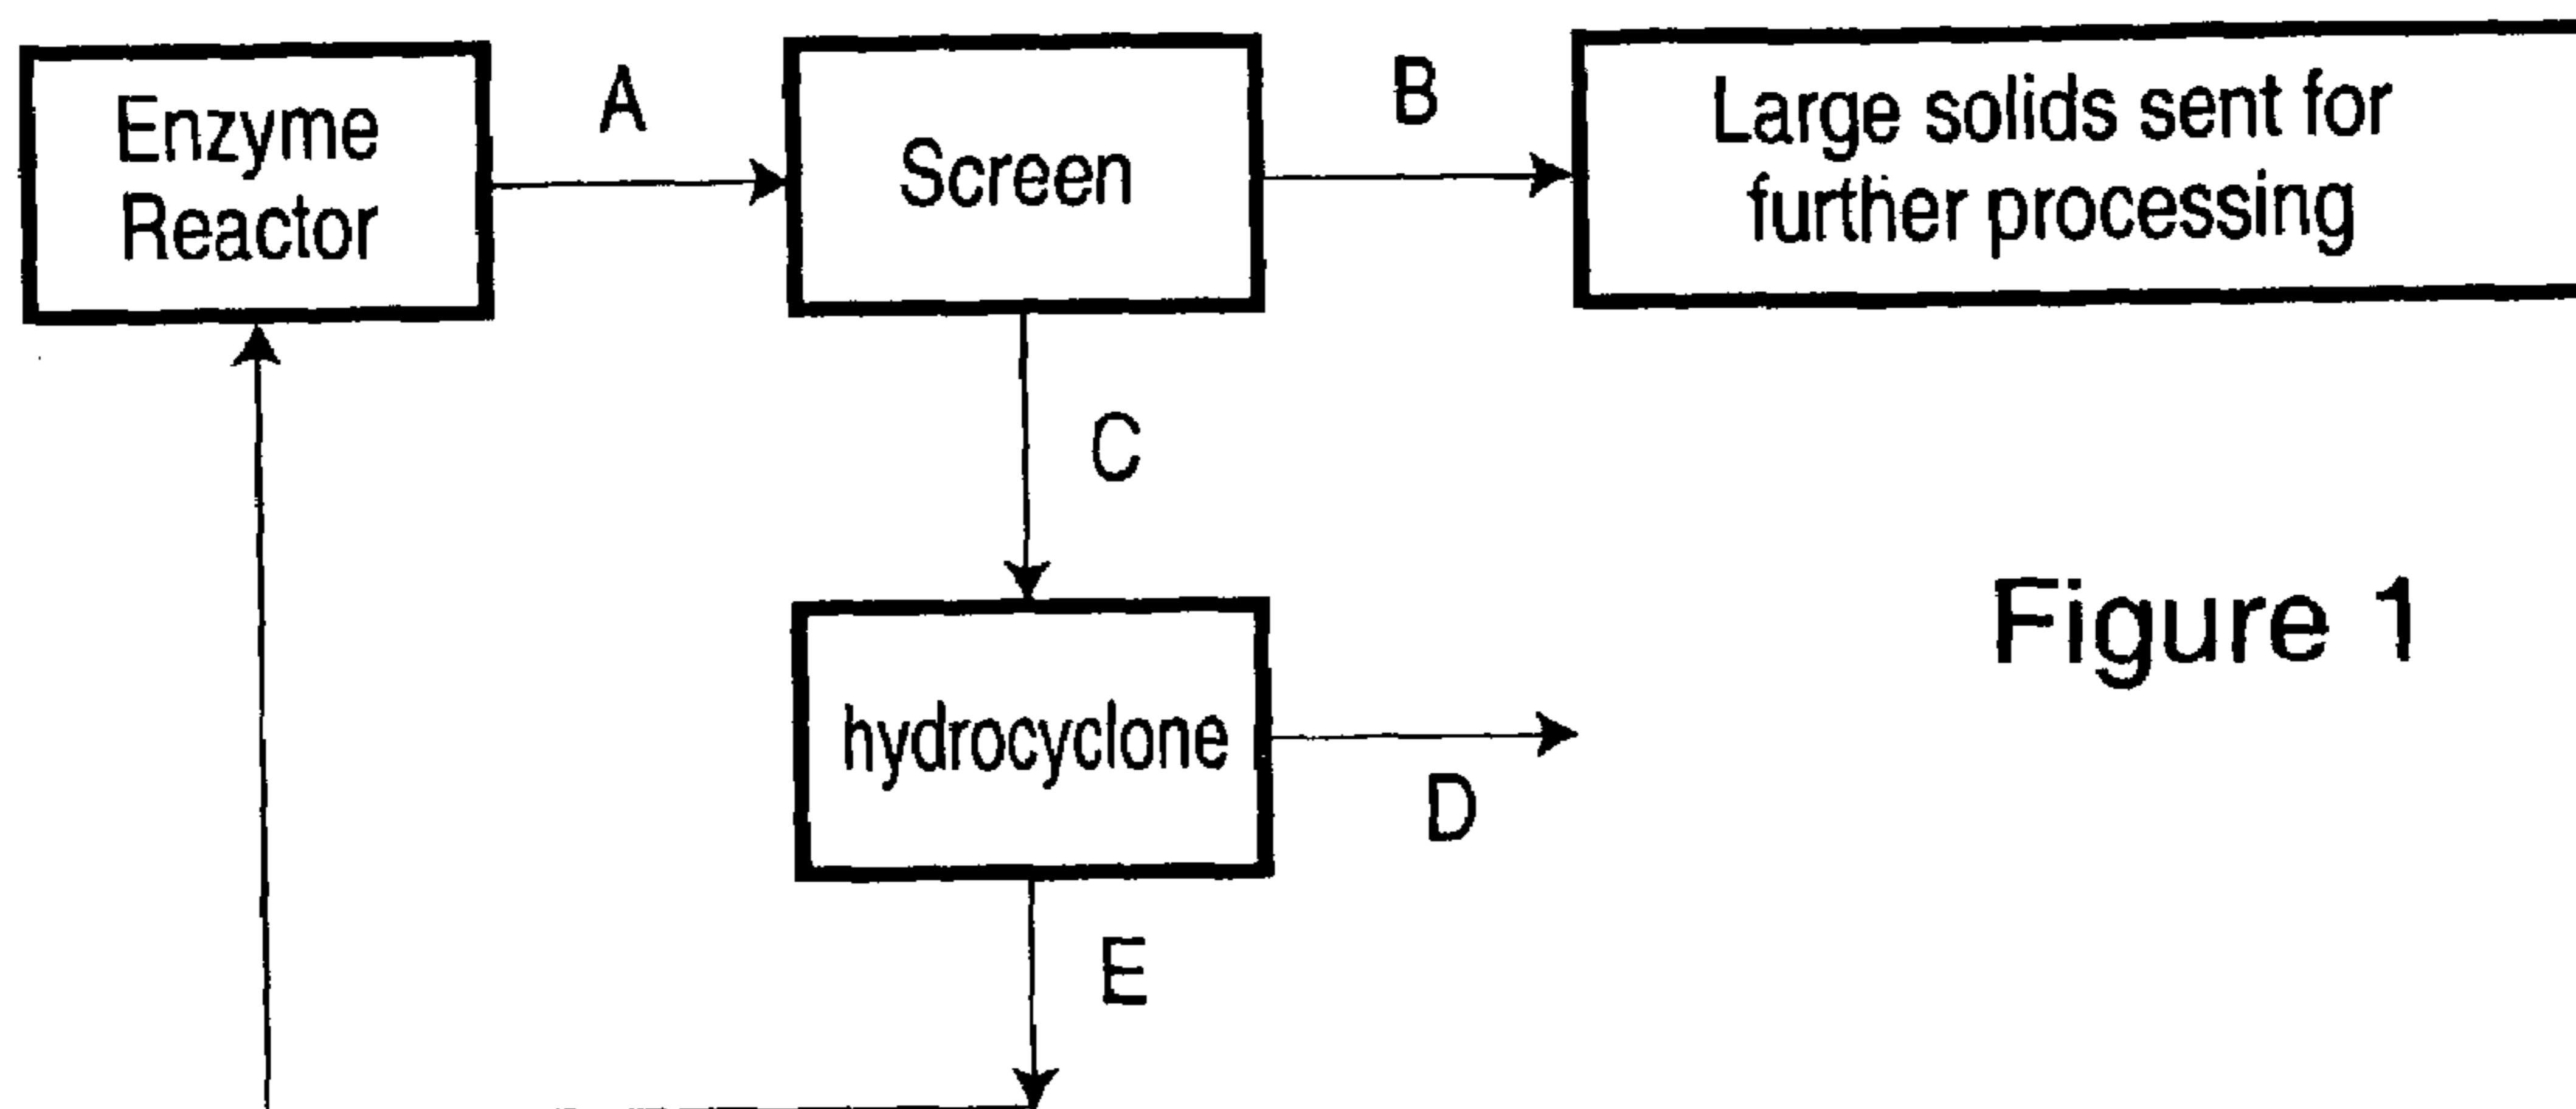 Enzyme
Reactor
A
Screen
B
Large solids sent for
further processing
C
hydrocyclone
D
E
Figure 1